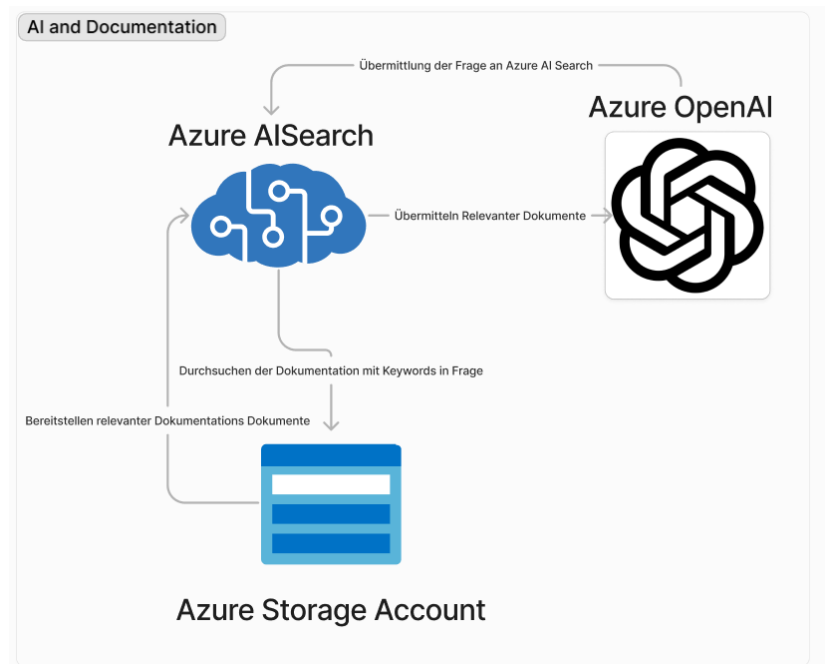 AI and Documentation
Übermittlung der Frage an Azure AI Search
Azure OpenAI
Azure AISearch
Übermitteln Relevanter Dokumente
Durchsuchen der Dokumentation mit Keywords in Frage
Bereitstellen relevanter Dokumentations Dokumente
Azure Storage Account